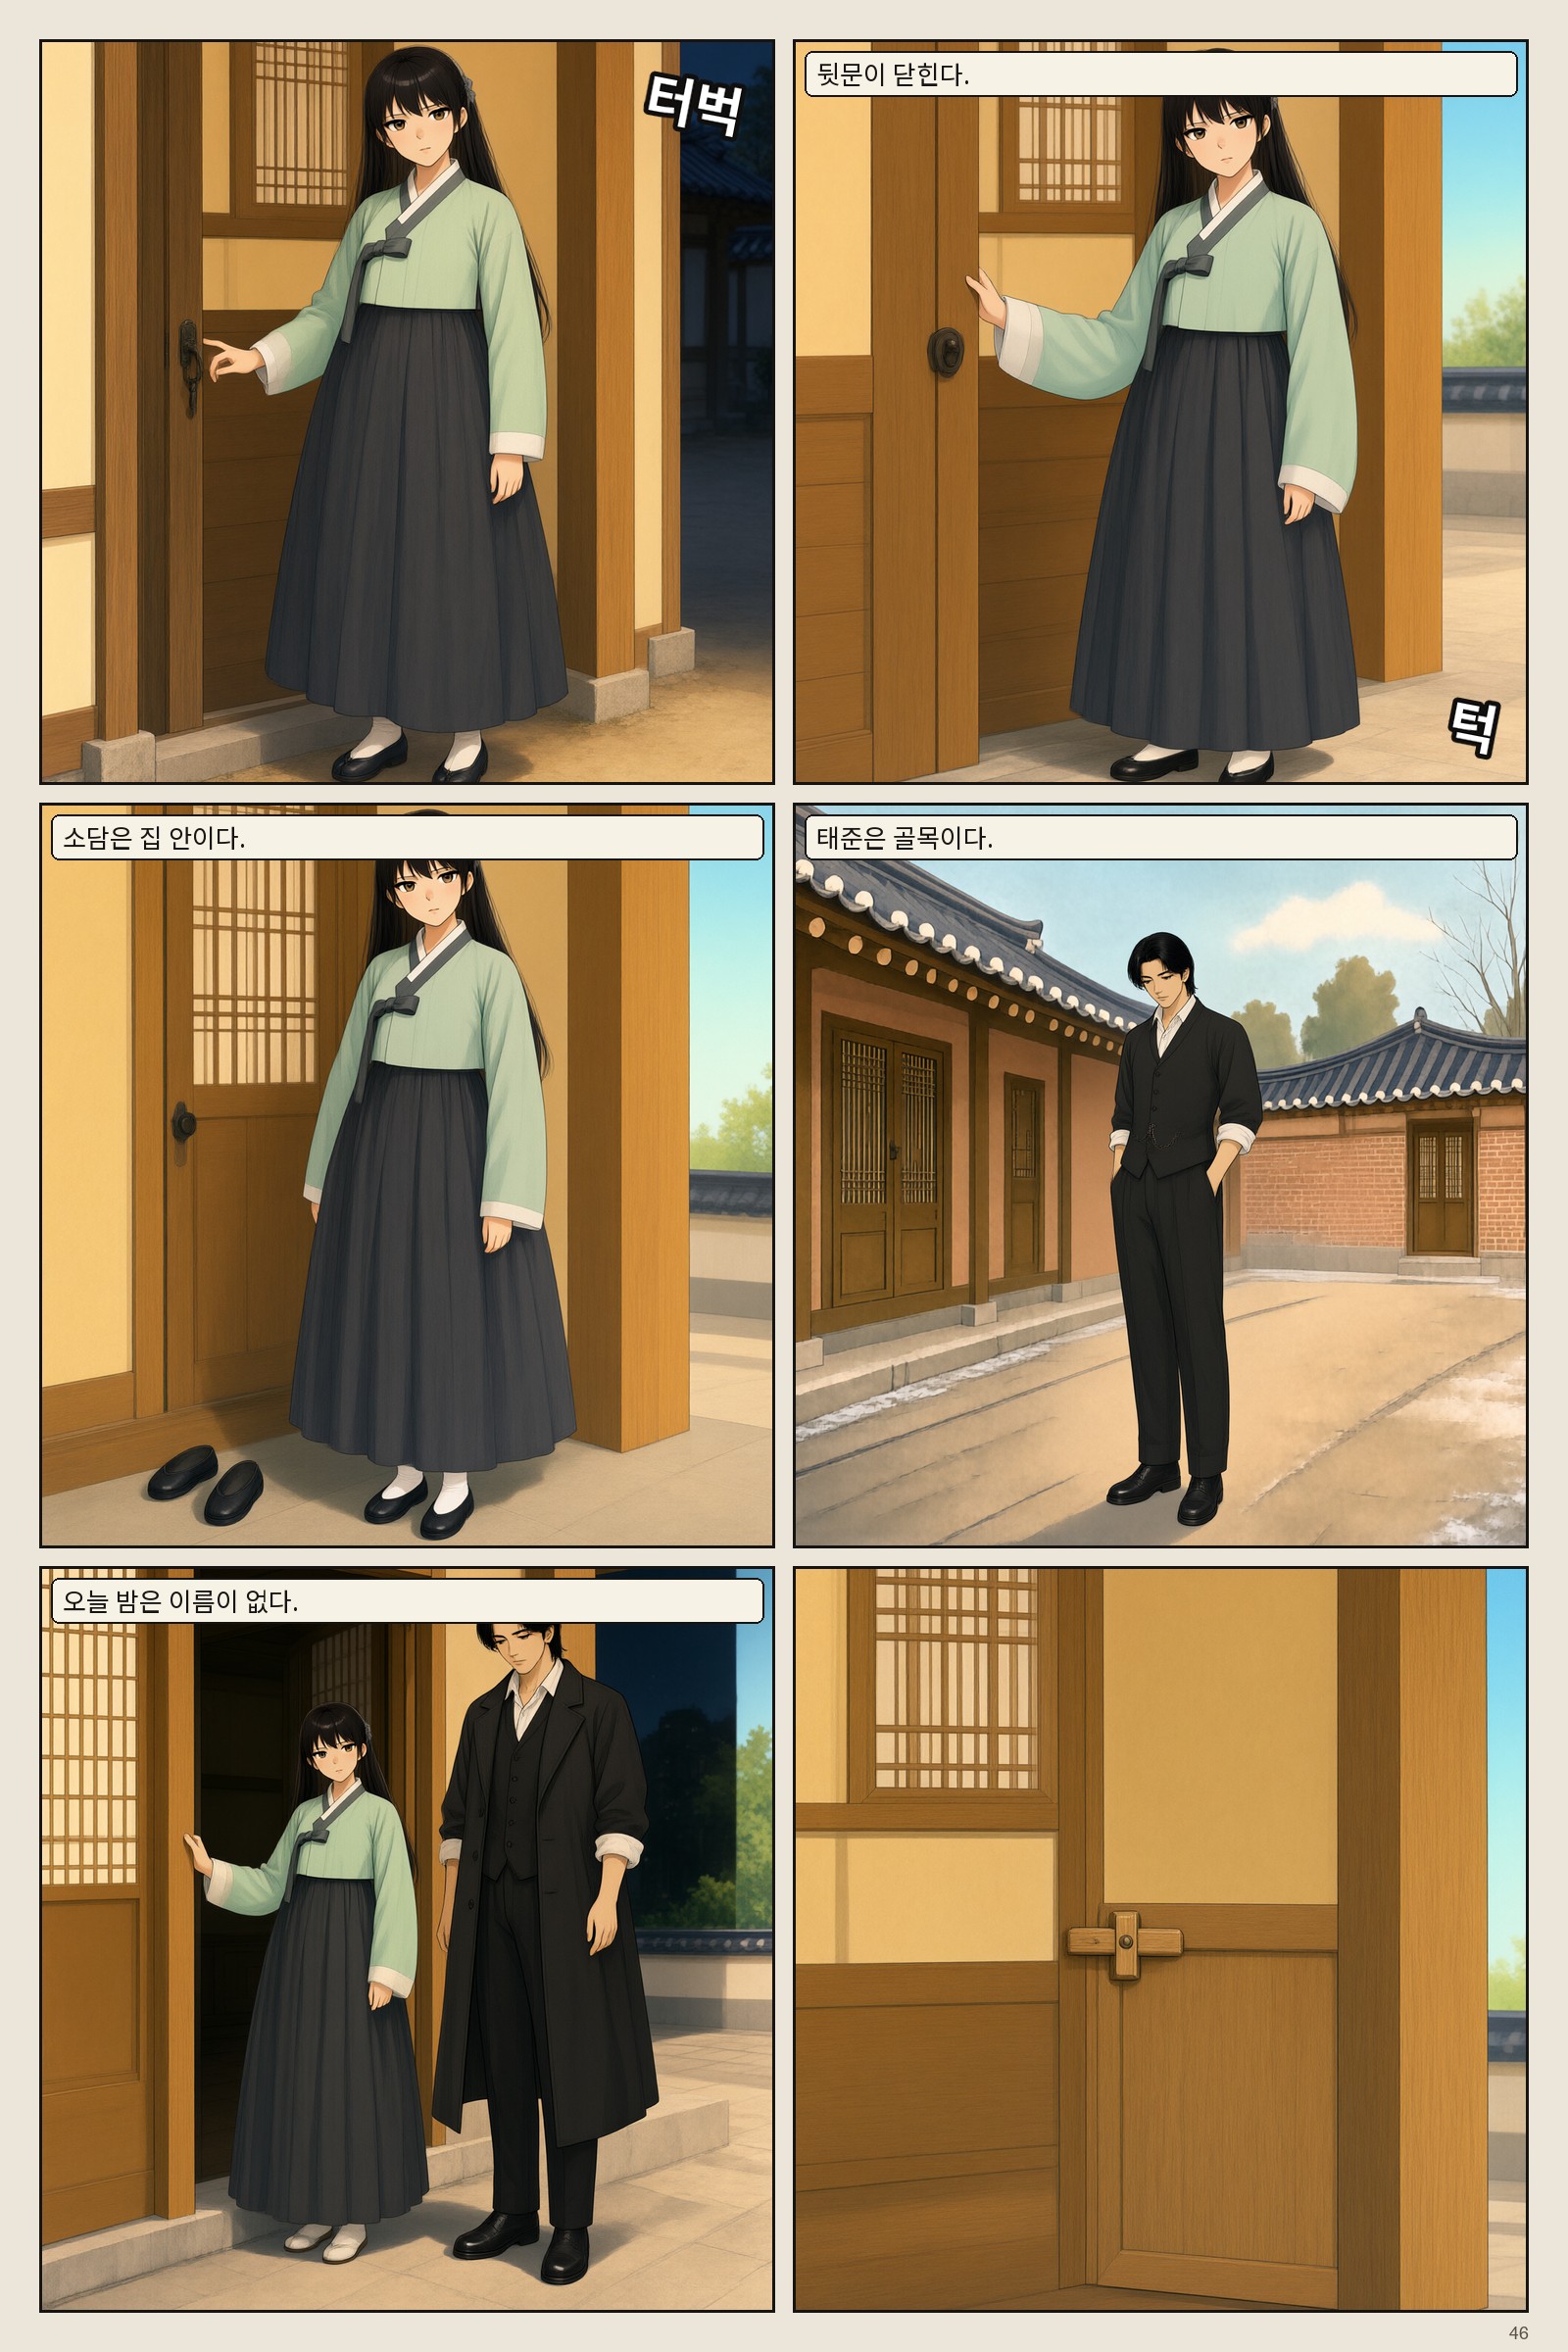 터벅
뒷문이 닫힌다.
턱
소담은 집 안이다.
태준은 골목이다.
오늘 밤은 이름이 없다.
46